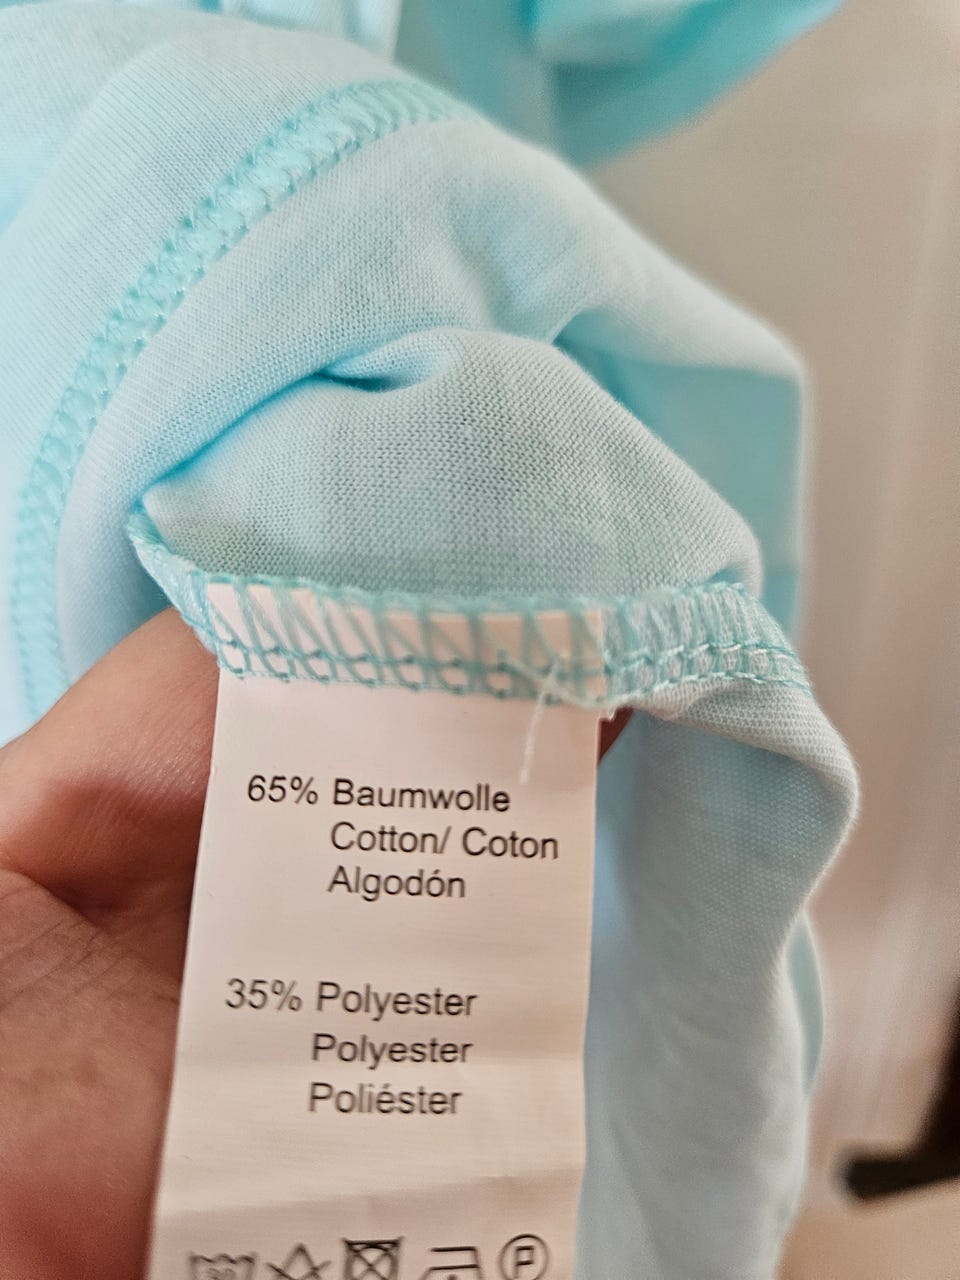 65% Baumwolle
Cotton/ Coton
Algodón
35% Polyester
Polyester
Poliéster
P